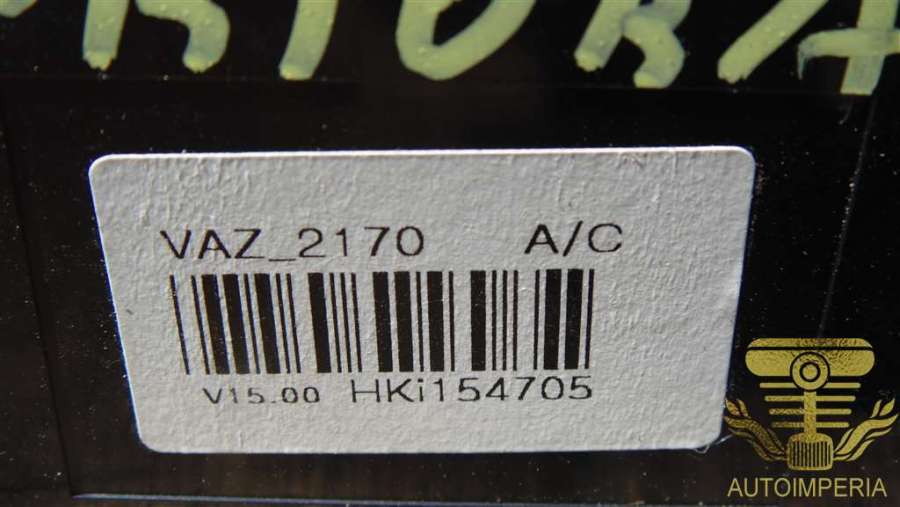 VAZ_2170 A/C
V15.00 HKi154705
AUTOIMPERIA